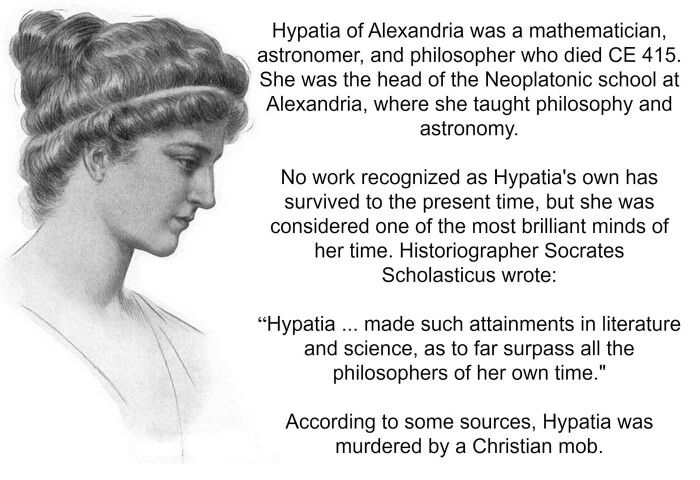 Hypatia of Alexandria was a mathematician,
astronomer, and philosopher who died CE 415.
She was the head of the Neoplatonic school at
Alexandria, where she taught philosophy and
astronomy.
No work recognized as Hypatia's own has
survived to the present time, but she was
considered one of the most brilliant minds of
her time. Historiographer Socrates
Scholasticus wrote:
“Hypatia ... made such attainments in literature
and science, as to far surpass all the
philosophers of her own time."
According to some sources, Hypatia was
murdered by a Christian mob.